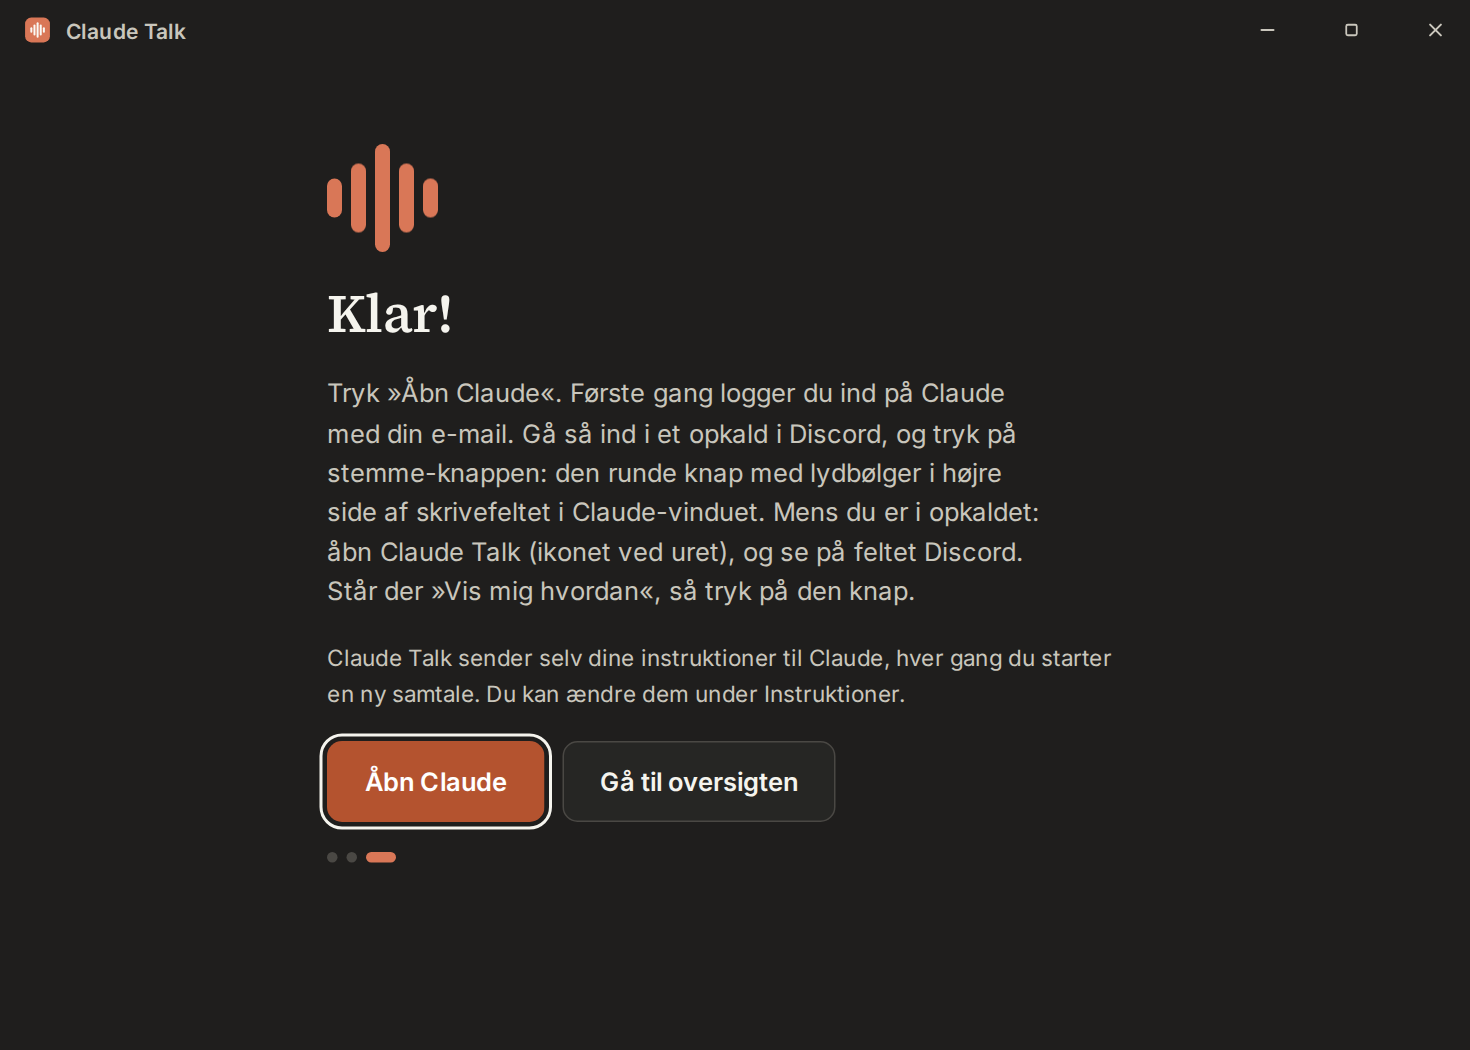 Claude Talk
Klar!
Tryk »Åbn Claude«. Første gang logger du ind på Claude
med din e-mail. Gå så ind i et opkald i Discord, og tryk på
stemme-knappen: den runde knap med lydbølger i højre
side af skrivefeltet i Claude-vinduet. Mens du er i opkaldet:
åbn Claude Talk (ikonet ved uret), og se på feltet Discord.
Står der »Vis mig hvordan«, så tryk på den knap.
Claude Talk sender selv dine instruktioner til Claude, hver gang du starter
en ny samtale. Du kan ændre dem under Instruktioner.
Åbn Claude
Gå til oversigten